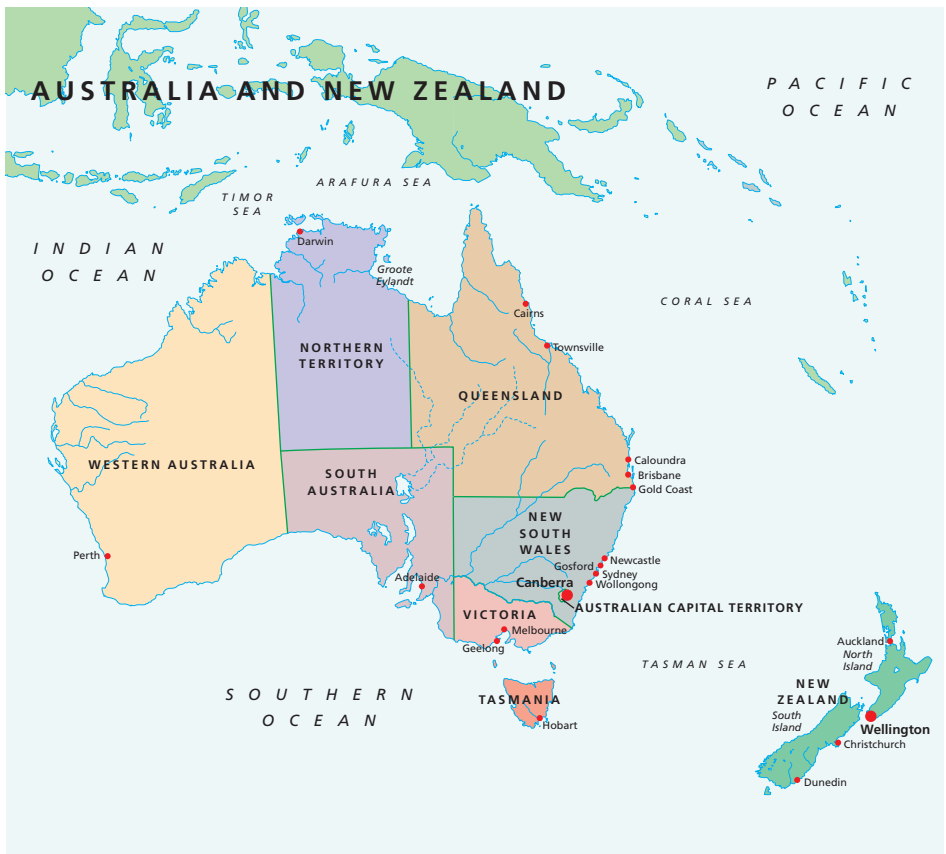 AUSTRALIA AND NEW ZEALAND
PACIFIC
OCEAN
ARAFURA SEA
TIMOR
SEA
INDIAN
OCEAN
Darwin
Groote
Eylandt
CORAL SEA
Cairns
NORTHERN
TERRITORY
Townsville
QUEENSLAND
WESTERN AUSTRALIA
SOUTH
AUSTRALIA
Caloundra
Brisbane
Gold Coast
NEW
SOUTH
WALES
Perth
Newcastle
Gosford
Sydney
Wollongong
Adelaide
Canberra
AUSTRALIAN CAPITAL TERRITORY
VICTORIA
Melbourne
Geelong
TASMAN SEA
SOUTHERN
OCEAN
TASMANIA
Hobart
Auckland
North
Island
NEW
ZEALAND
South
Island
Wellington
Christchurch
Dunedin